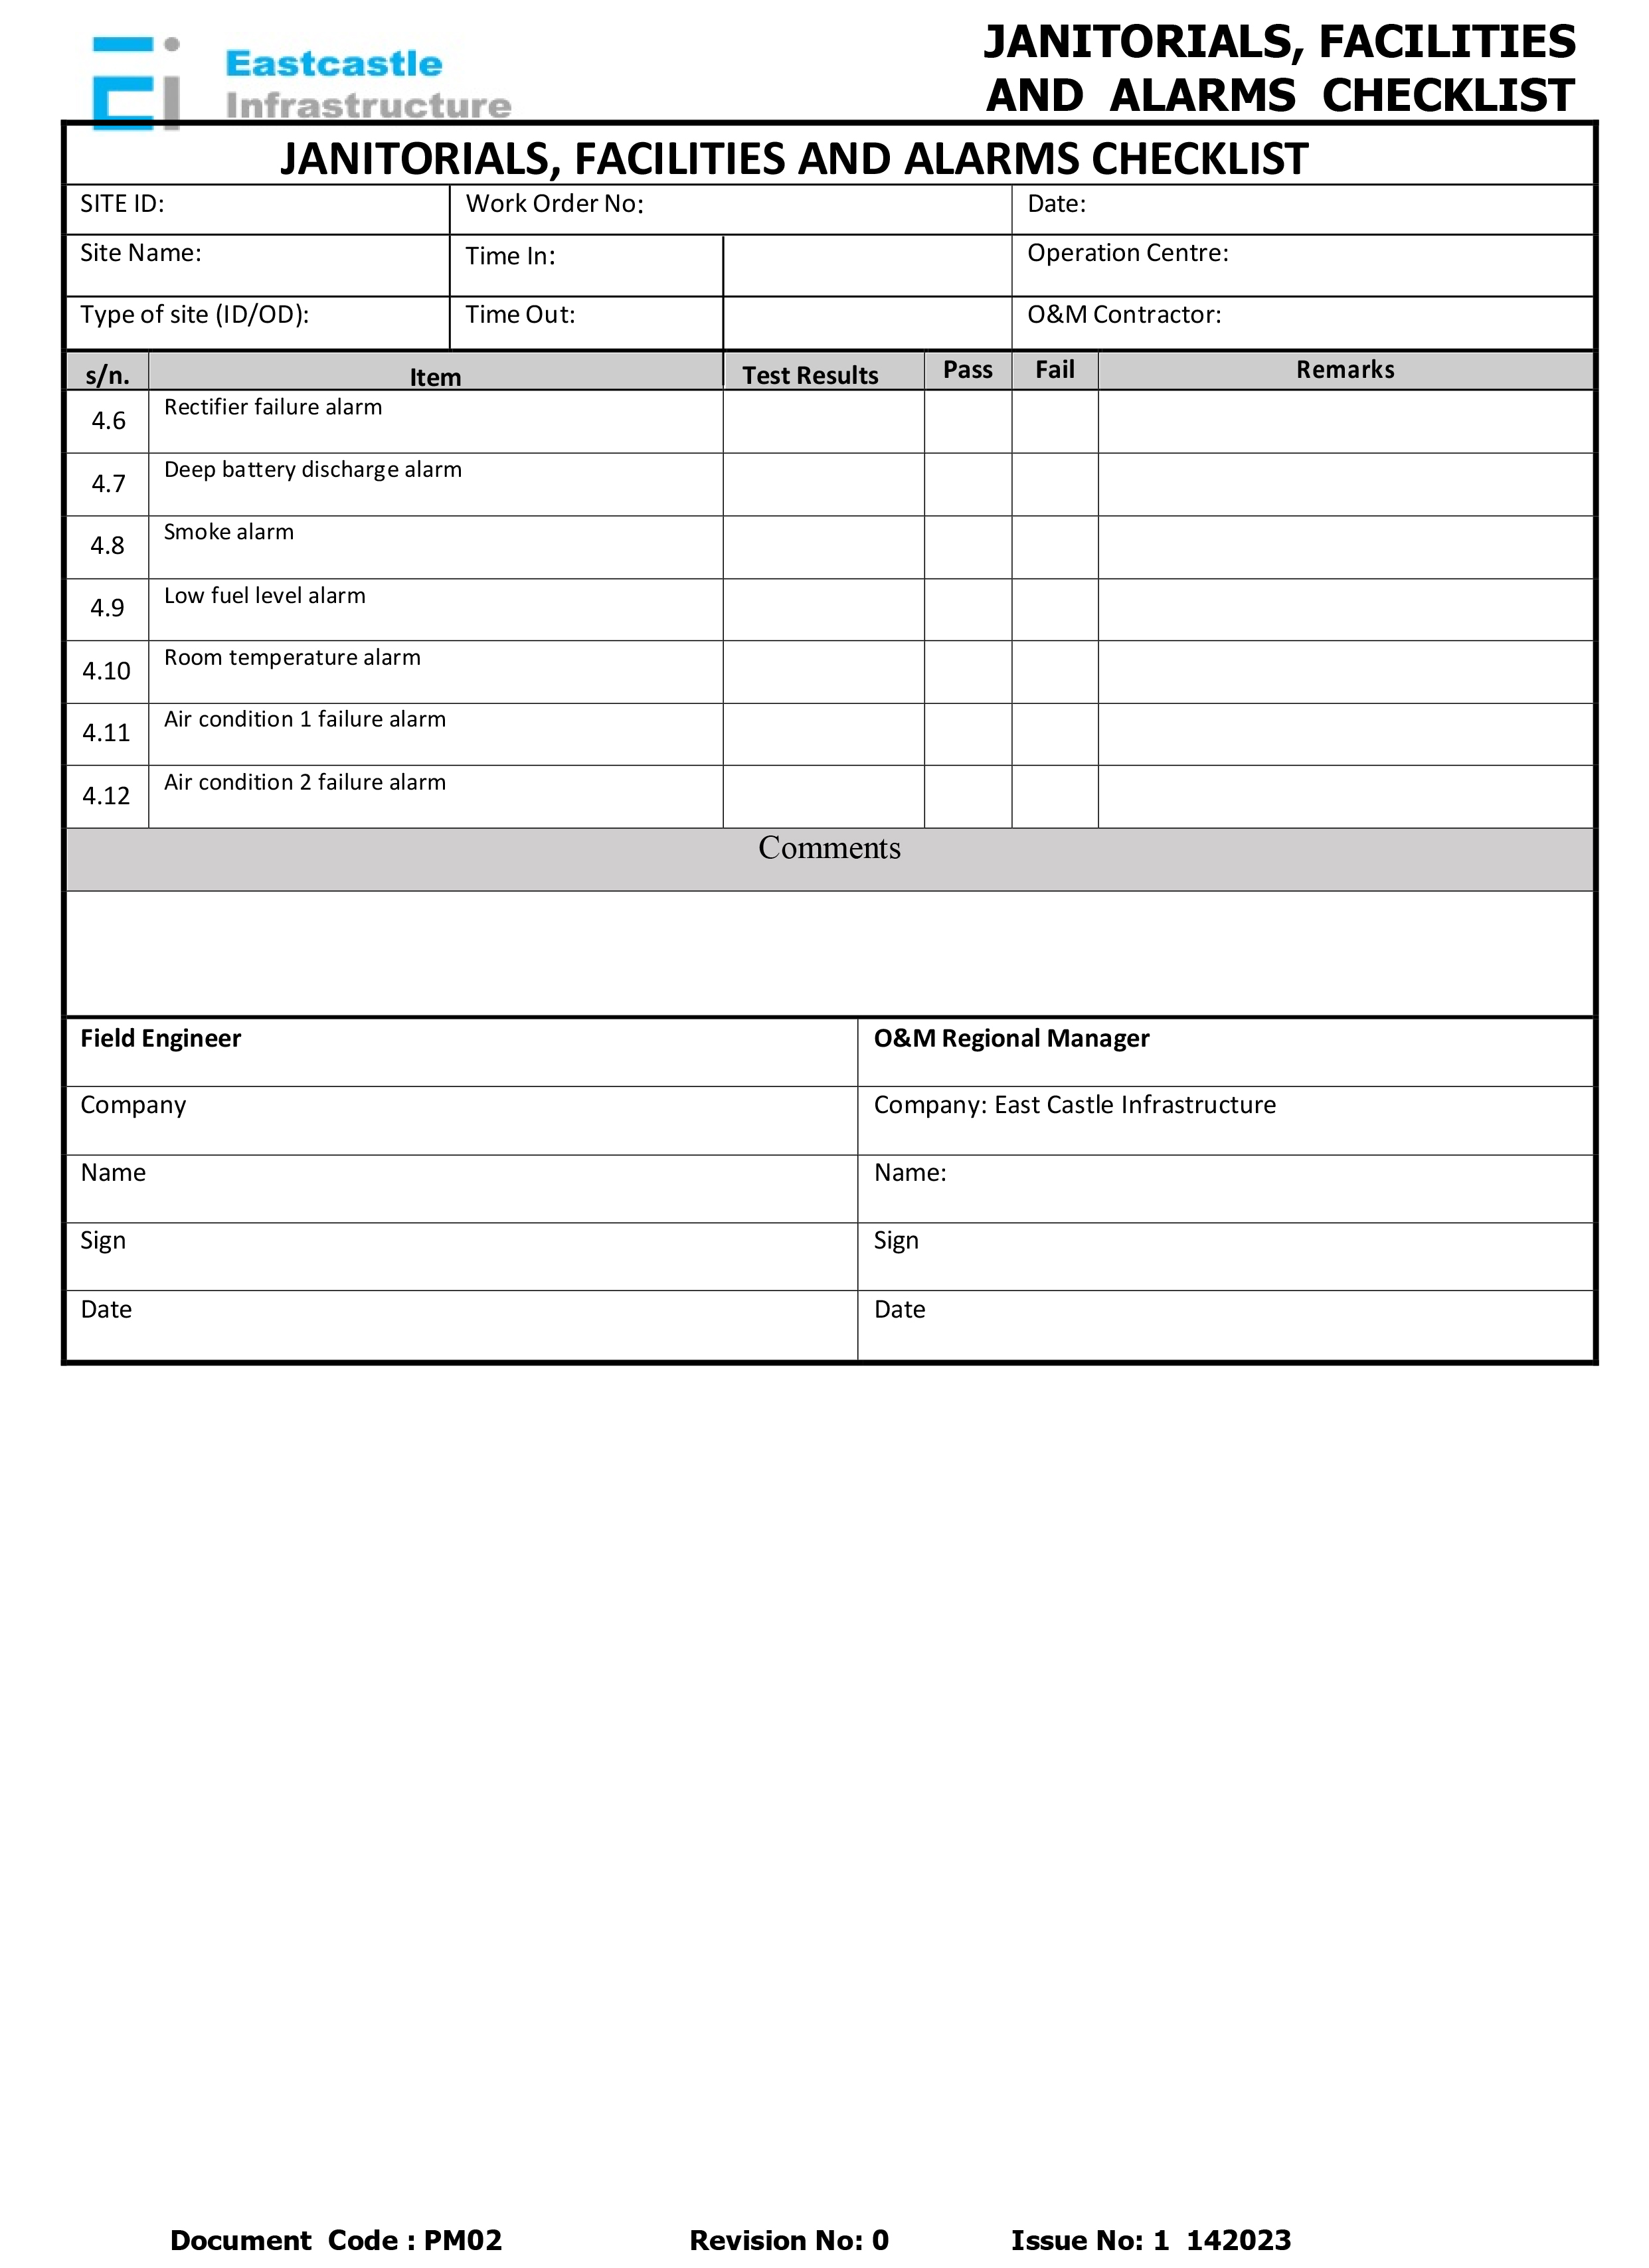 Eastcastle
Infrastructure
JANITORIALS, FACILITIES
AND ALARMS CHECKLIST
JANITORIALS, FACILITIES AND ALARMS CHECKLIST
SITE ID: Work Order No: Date:
Site Name: Time In: Operation Centre:
Type of site (ID/OD): Time Out: O&M Contractor:
s/n. Item Test Results Pass Fail Remarks
4.6 Rectifier failure alarm
4.7 Deep battery discharge alarm
4.8 Smoke alarm
4.9 Low fuel level alarm
4.10 Room temperature alarm
4.11 Air condition 1 failure alarm
4.12 Air condition 2 failure alarm
Comments
Field Engineer O&M Regional Manager
Company Company: East Castle Infrastructure
Name Name:
Sign Sign
Date Date
Document Code : PM02 Revision No: 0 Issue No: 1 142023